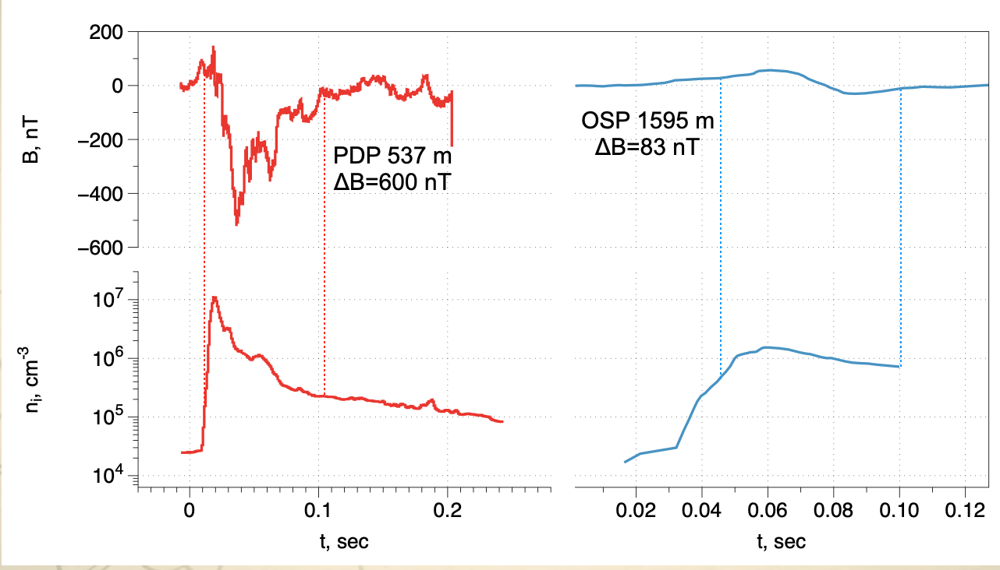 200
0
−200
−400
−600
B, nT
PDP 537 m
ΔB=600 nT
OSP 1595 m
ΔB=83 nT
10⁷
10⁶
10⁵
10⁴
nᵢ, cm⁻³
0
0.1
0.2
t, sec
0.02
0.04
0.06
0.08
0.10
0.12
t, sec